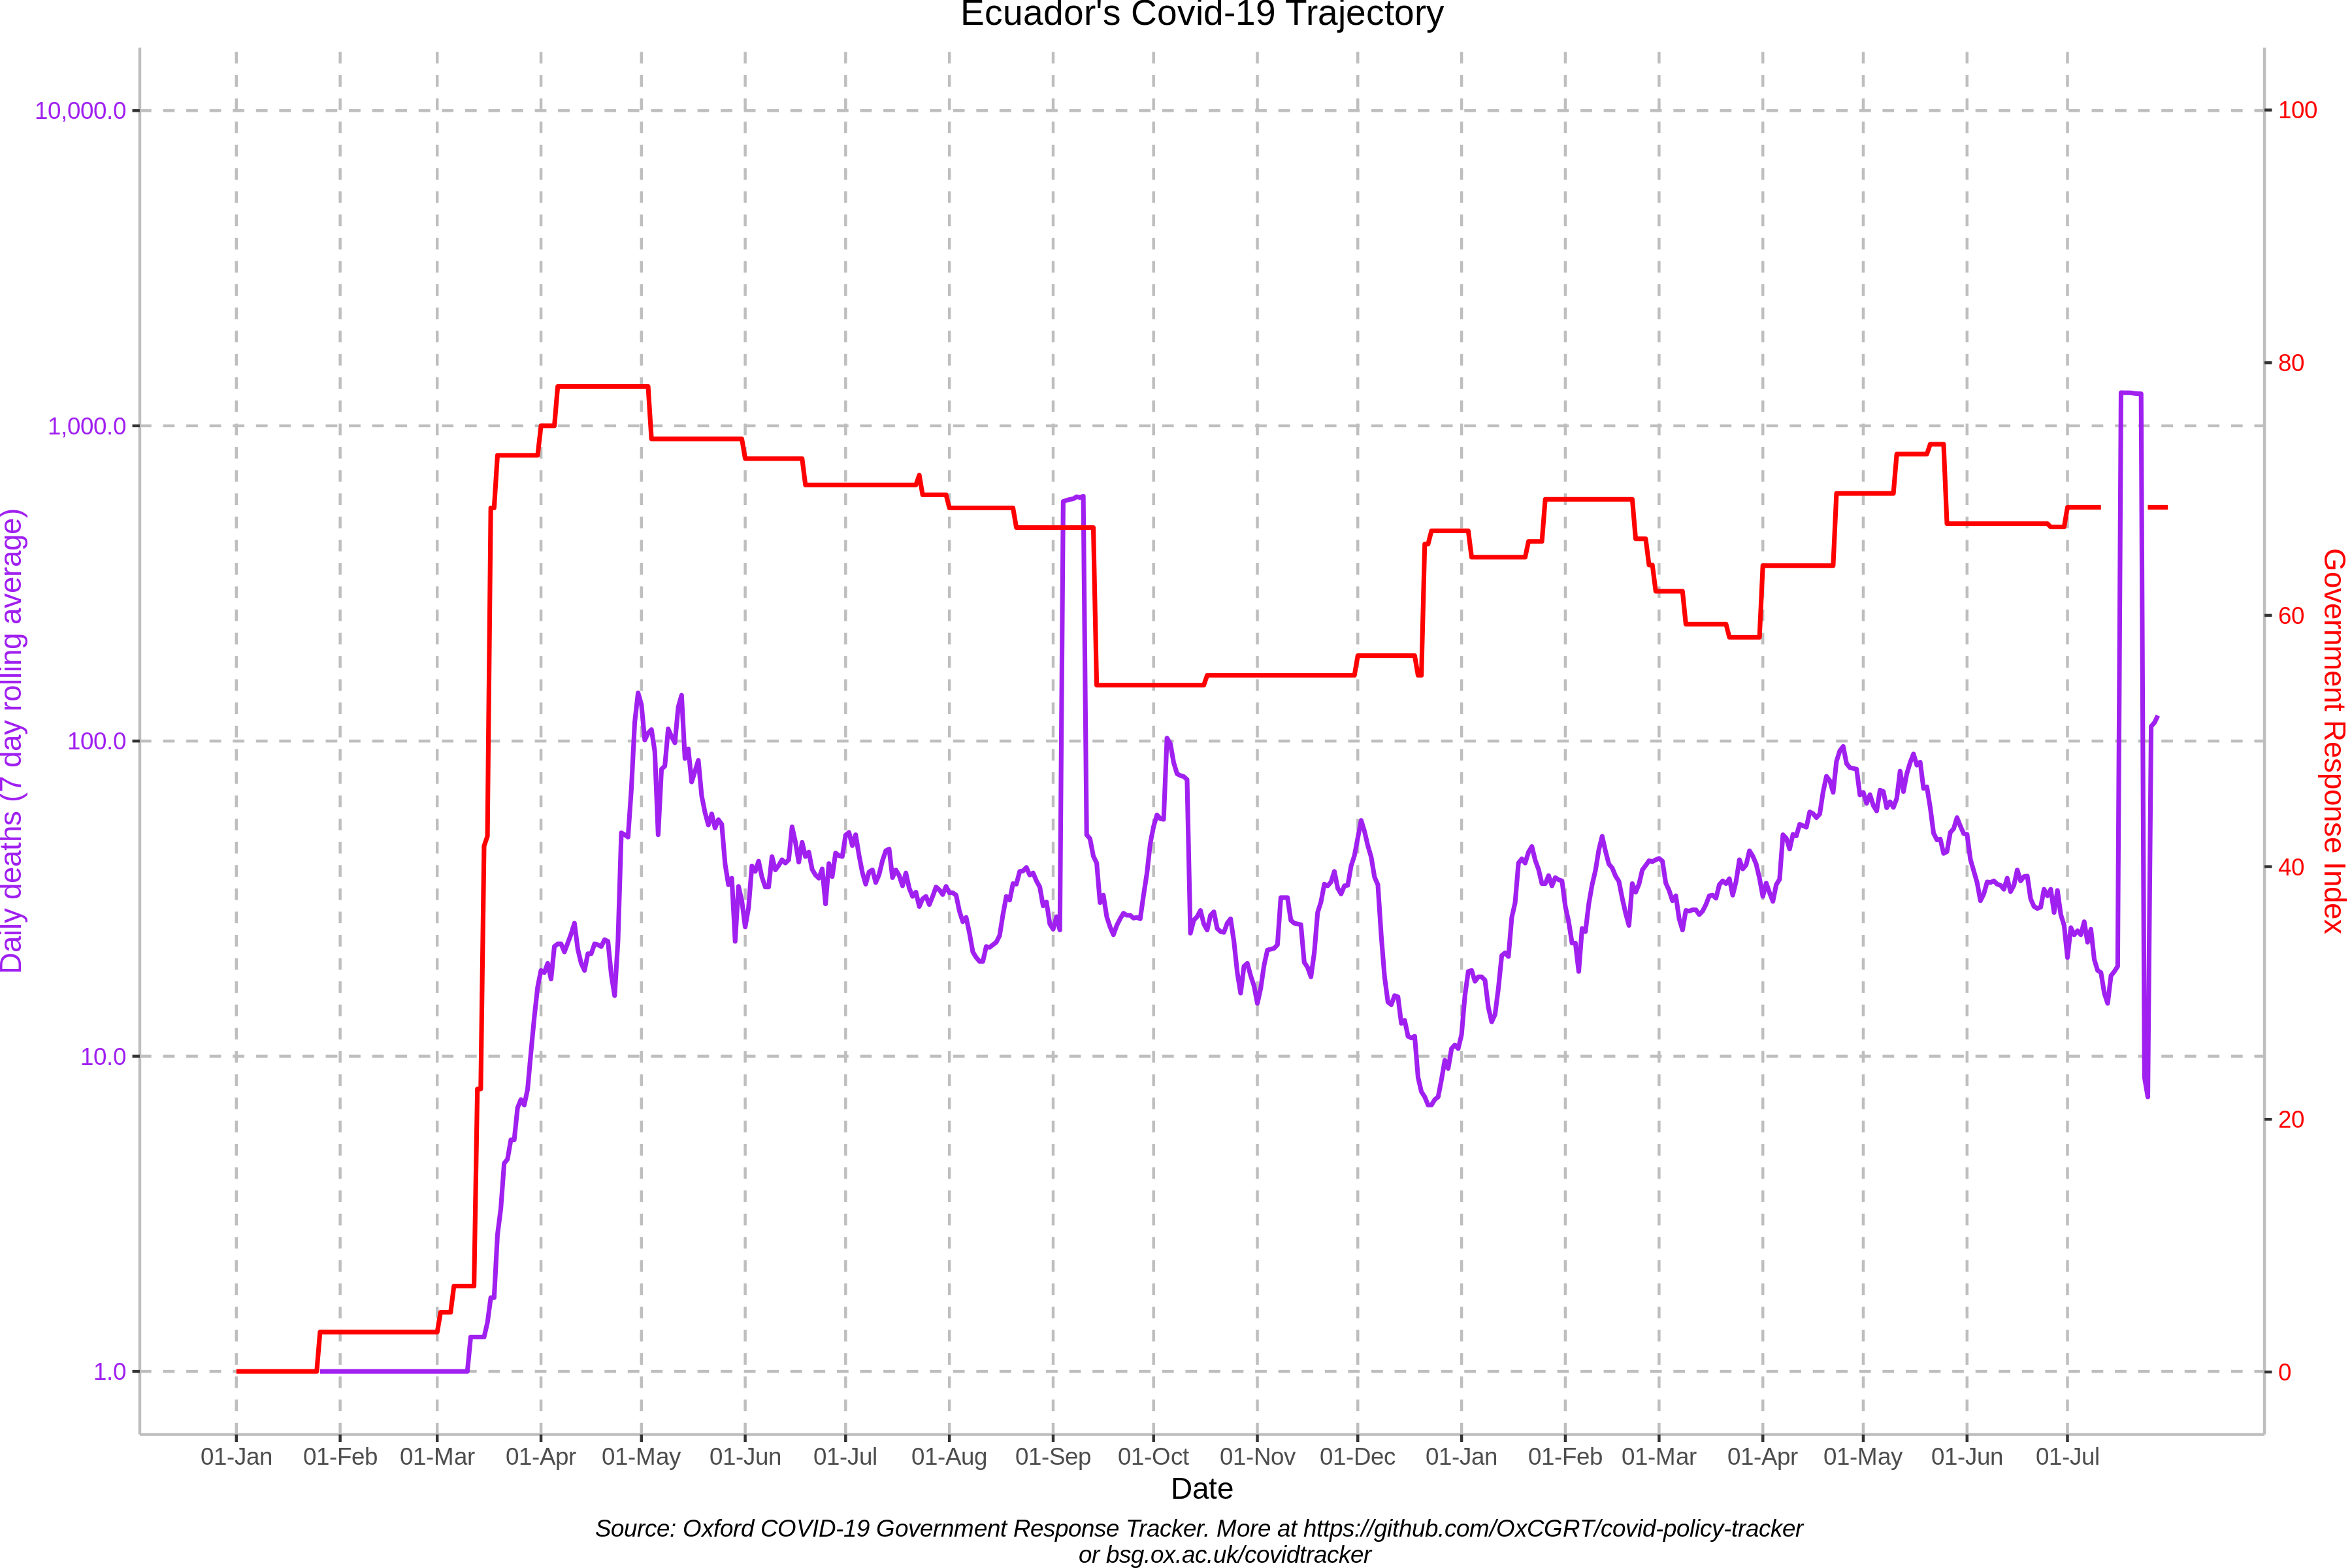 Ecuador's Covid-19 Trajectory
10,000.0
1,000.0
100.0
10.0
1.0
Daily deaths (7 day rolling average)
100
80
60
40
20
0
Government Response Index
01-Jan 01-Feb 01-Mar 01-Apr 01-May 01-Jun 01-Jul 01-Aug 01-Sep 01-Oct 01-Nov 01-Dec 01-Jan 01-Feb 01-Mar 01-Apr 01-May 01-Jun 01-Jul
Date
Source: Oxford COVID-19 Government Response Tracker. More at https://github.com/OxCGRT/covid-policy-tracker
or bsg.ox.ac.uk/covidtracker